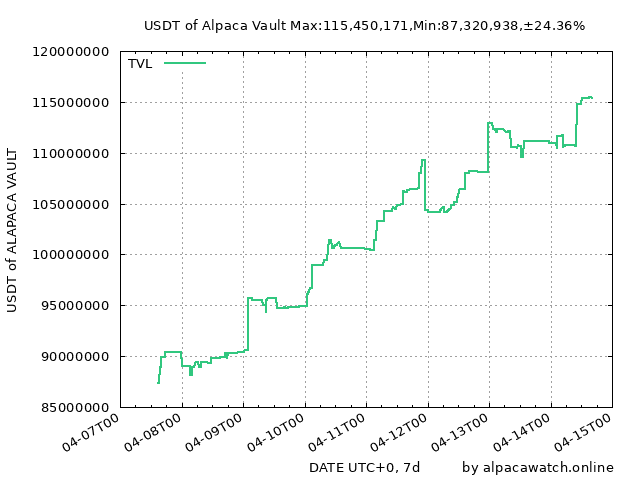 USDT of Alpaca Vault Max:115,450,171,Min:87,320,938,±24.36%
120000000
TVL
115000000
110000000
105000000
100000000
95000000
90000000
85000000
USDT of ALAPACA VAULT
04-07T00
04-08T00
04-09T00
04-10T00
04-11T00
04-12T00
04-13T00
04-14T00
04-15T00
DATE UTC+0, 7d
by alpacawatch.online